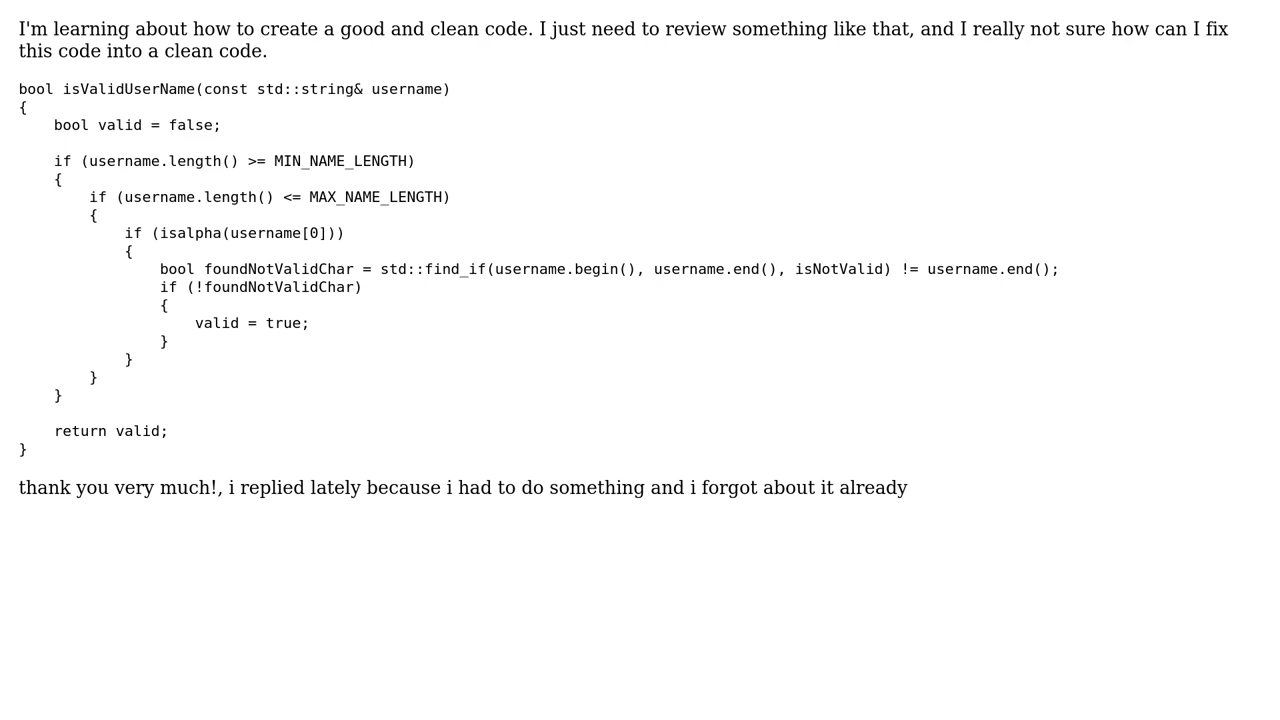 I'm learning about how to create a good and clean code. I just need to review something like that, and I really not sure how can I fix
this code into a clean code.
bool isValidUserName(const std::string& username)
{
    bool valid = false;

    if (username.length() >= MIN_NAME_LENGTH)
    {
        if (username.length() <= MAX_NAME_LENGTH)
        {
            if (isalpha(username[0]))
            {
                bool foundNotValidChar = std::find_if(username.begin(), username.end(), isNotValid) != username.end();
                if (!foundNotValidChar)
                {
                    valid = true;
                }
            }
        }
    }

    return valid;
}
thank you very much!, i replied lately because i had to do something and i forgot about it already